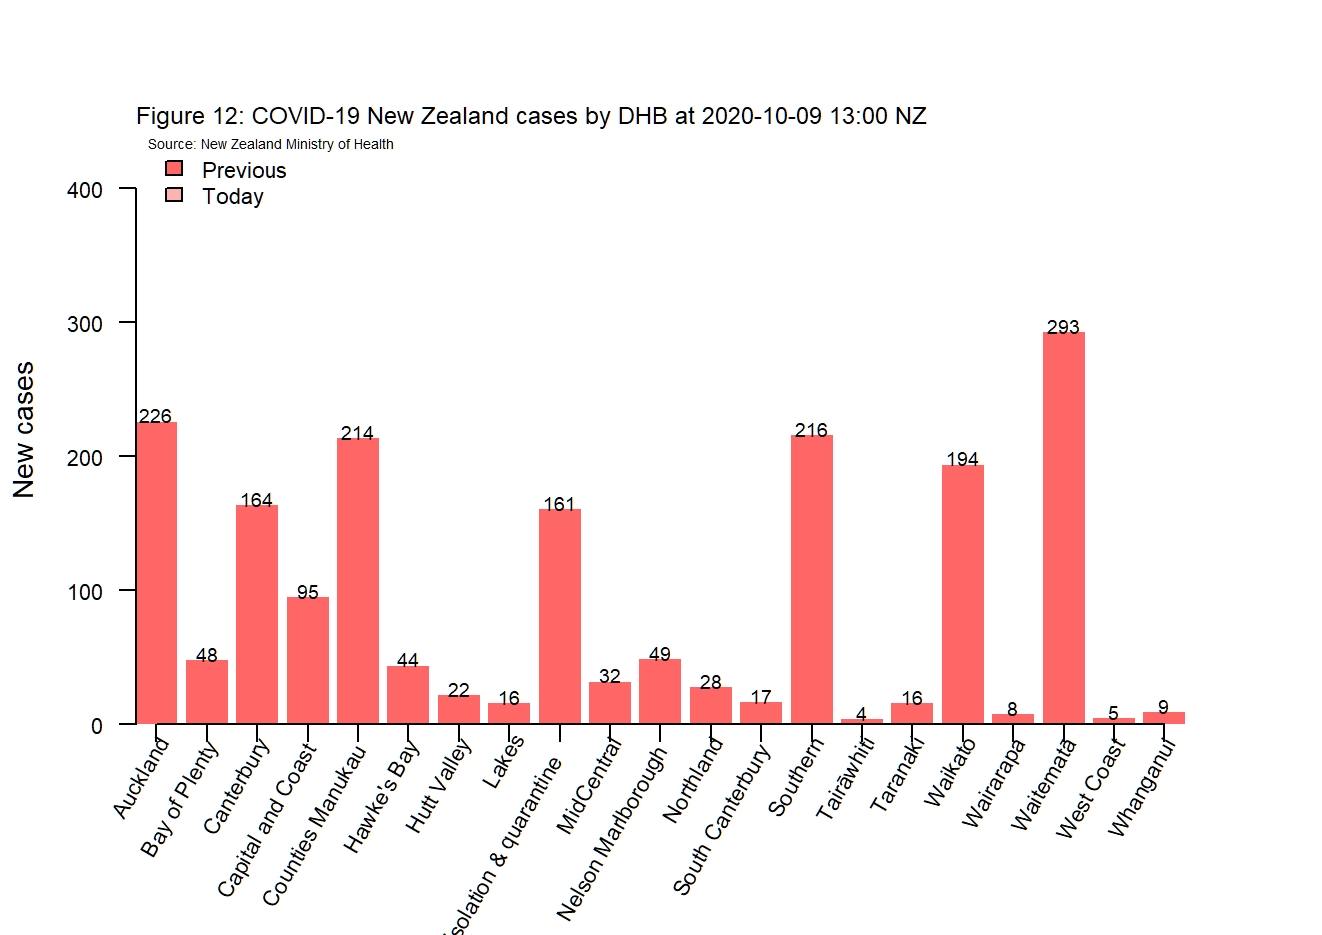 Figure 12: COVID-19 New Zealand cases by DHB at 2020-10-09 13:00 NZ
Source: New Zealand Ministry of Health
Previous
Today
New cases
400
300
200
100
0
226
48
164
95
214
44
22
16
161
32
49
28
17
216
4
16
194
8
293
5
9
Auckland
Bay of Plenty
Canterbury
Capital and Coast
Counties Manukau
Hawke's Bay
Hutt Valley
Lakes
solation & quarantine
MidCentral
Nelson Marlborough
Northland
South Canterbury
Southern
Tairāwhiti
Taranaki
Waikato
Wairarapa
Waitematā
West Coast
Whanganui